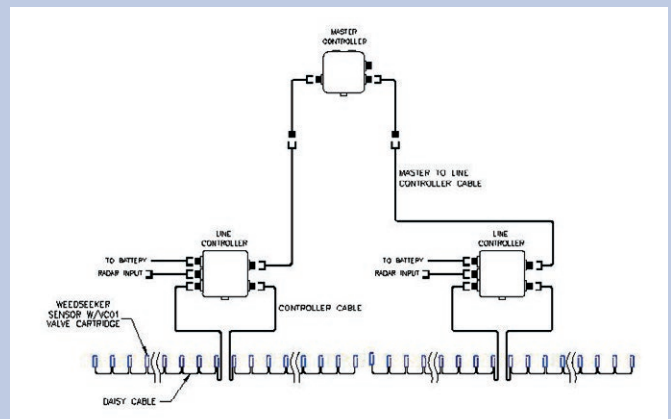 MASTER
CONTROLLER
MASTER TO LINE
CONTROLLER CABLE
LINE
CONTROLLER
TO BATTERY
RADAR INPUT
LINE
CONTROLLER
TO BATTERY
RADAR INPUT
CONTROLLER CABLE
WEEDSEEKER
SENSOR W/VC01
VALVE CARTRIDGE
DAISY CABLE